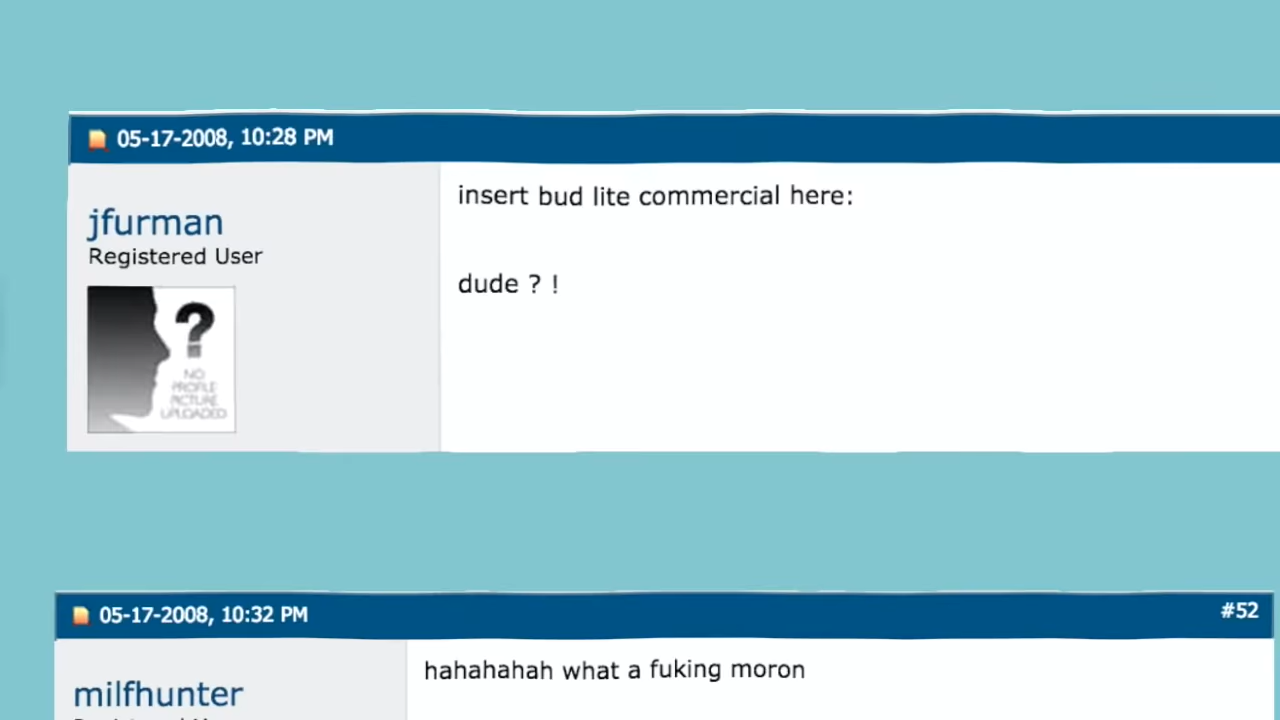 05-17-2008, 10:28 PM
jfurman
Registered User
NO
PROFILE
PICTURE
UPLOADED
insert bud lite commercial here:
dude ? !
05-17-2008, 10:32 PM #52
milfhunter
hahahahah what a fuking moron